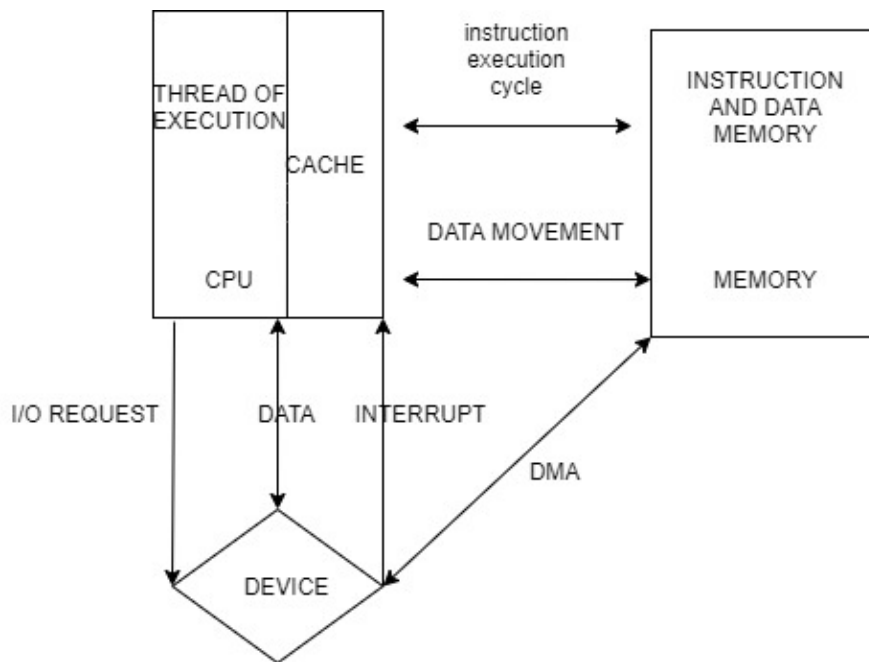 instruction
execution
cycle
THREAD OF
EXECUTION
INSTRUCTION
AND DATA
MEMORY
CACHE
DATA MOVEMENT
CPU
MEMORY
I/O REQUEST
DATA
INTERRUPT
DMA
DEVICE